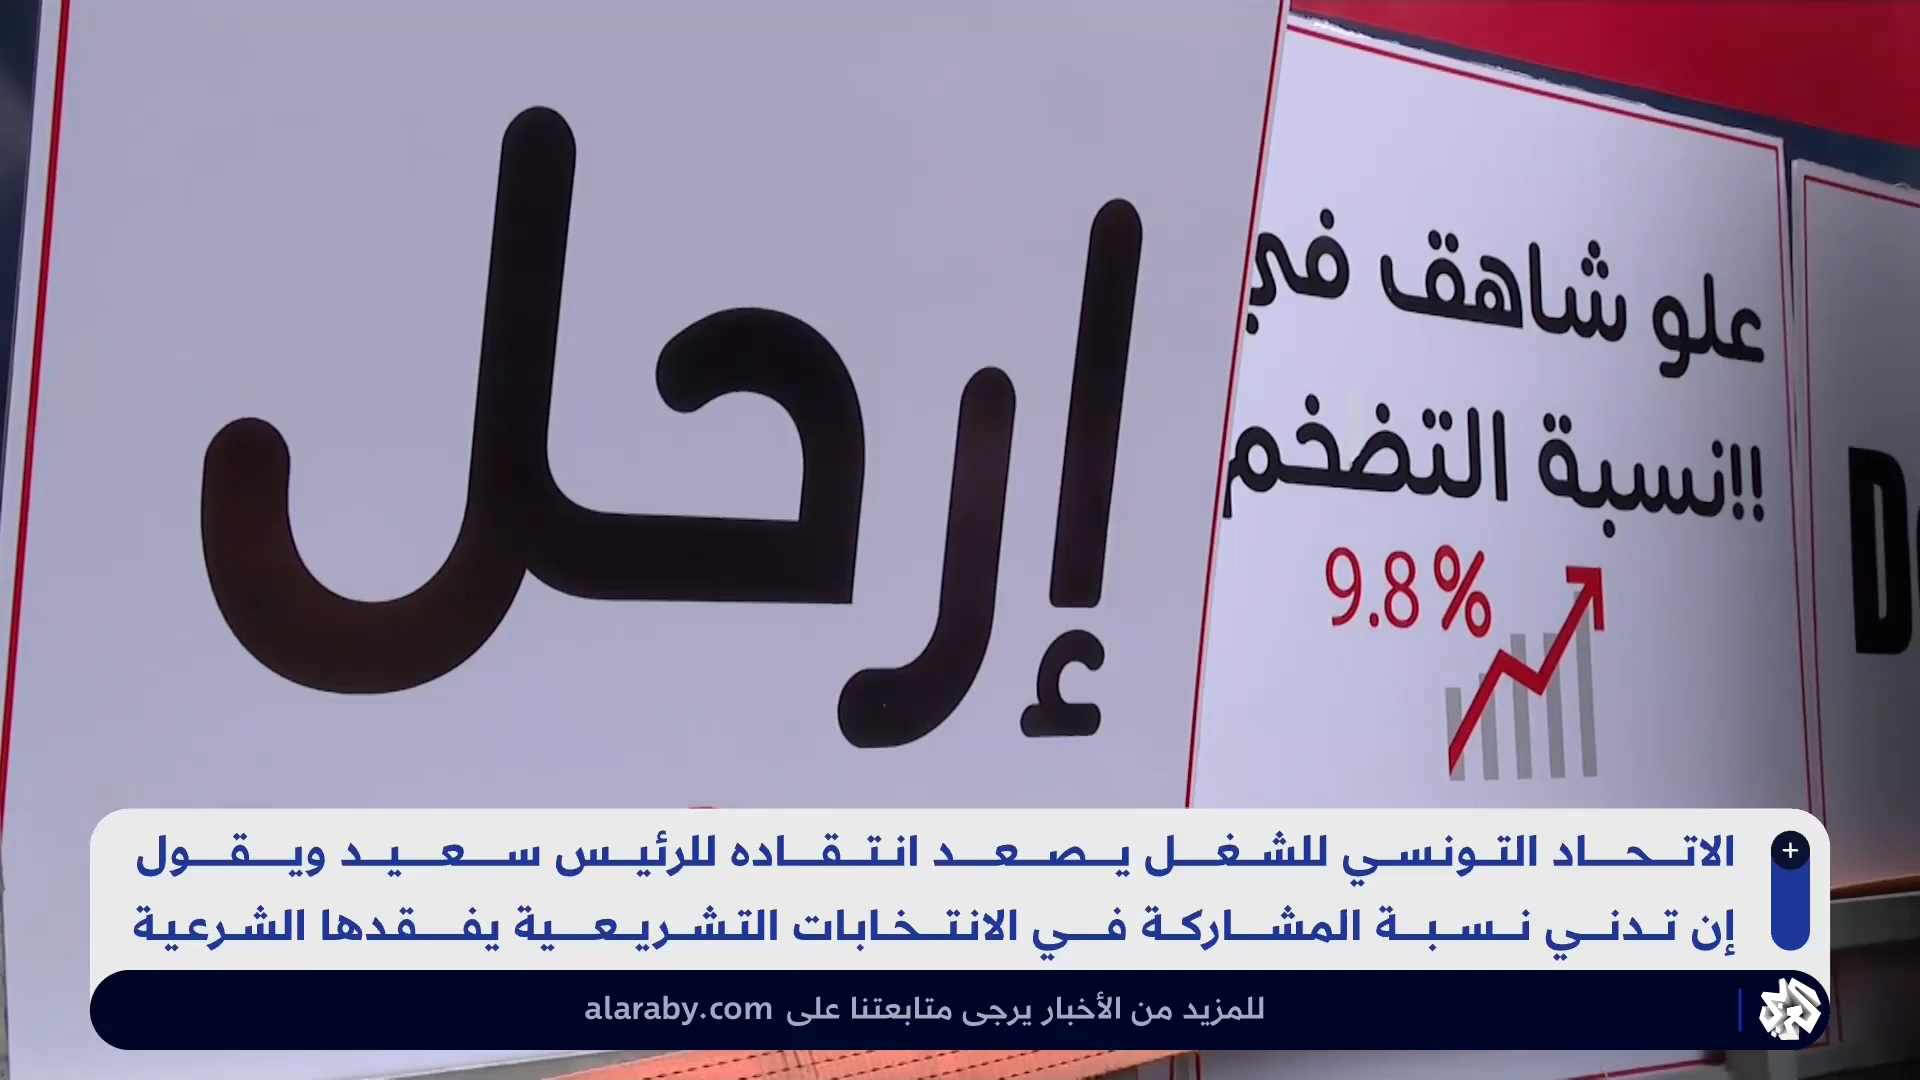 إرحل
علو شاهق في
!!نسبة التضخم
9.8%
الاتحاد التونسي للشغل يصعد انتقاده للرئيس سعيد ويقول
إن تدني نسبة المشاركة في الانتخابات التشريعية يفقدها الشرعية
للمزيد من الأخبار يرجى متابعتنا على alaraby.com